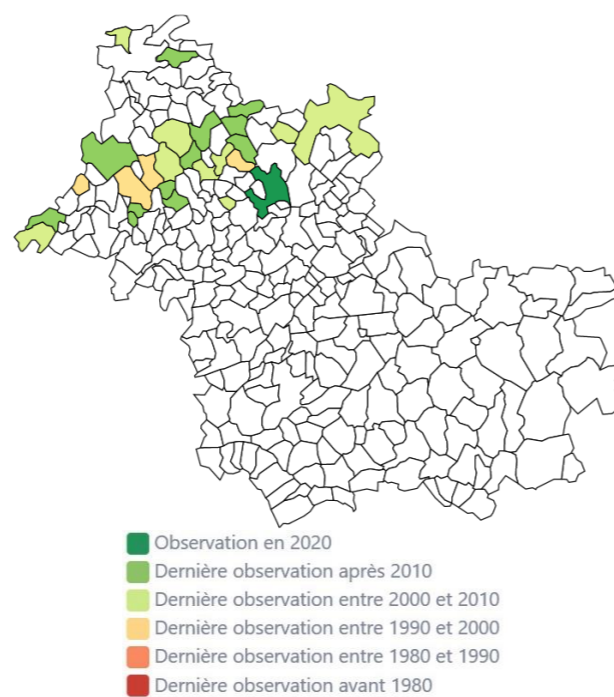 Observation en 2020
Dernière observation après 2010
Dernière observation entre 2000 et 2010
Dernière observation entre 1990 et 2000
Dernière observation entre 1980 et 1990
Dernière observation avant 1980